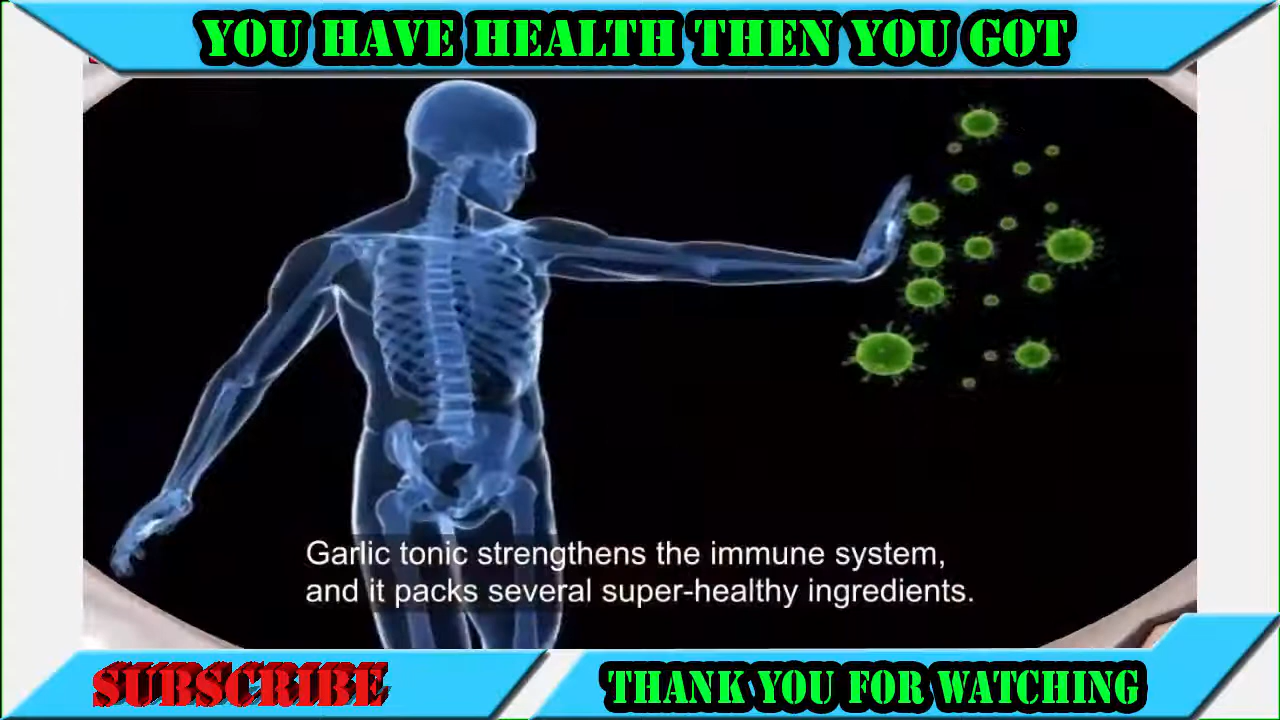 YOU HAVE HEALTH THEN YOU GOT
Garlic tonic strengthens the immune system,
and it packs several super-healthy ingredients.
SUBSCRIBE
THANK YOU FOR WATCHING